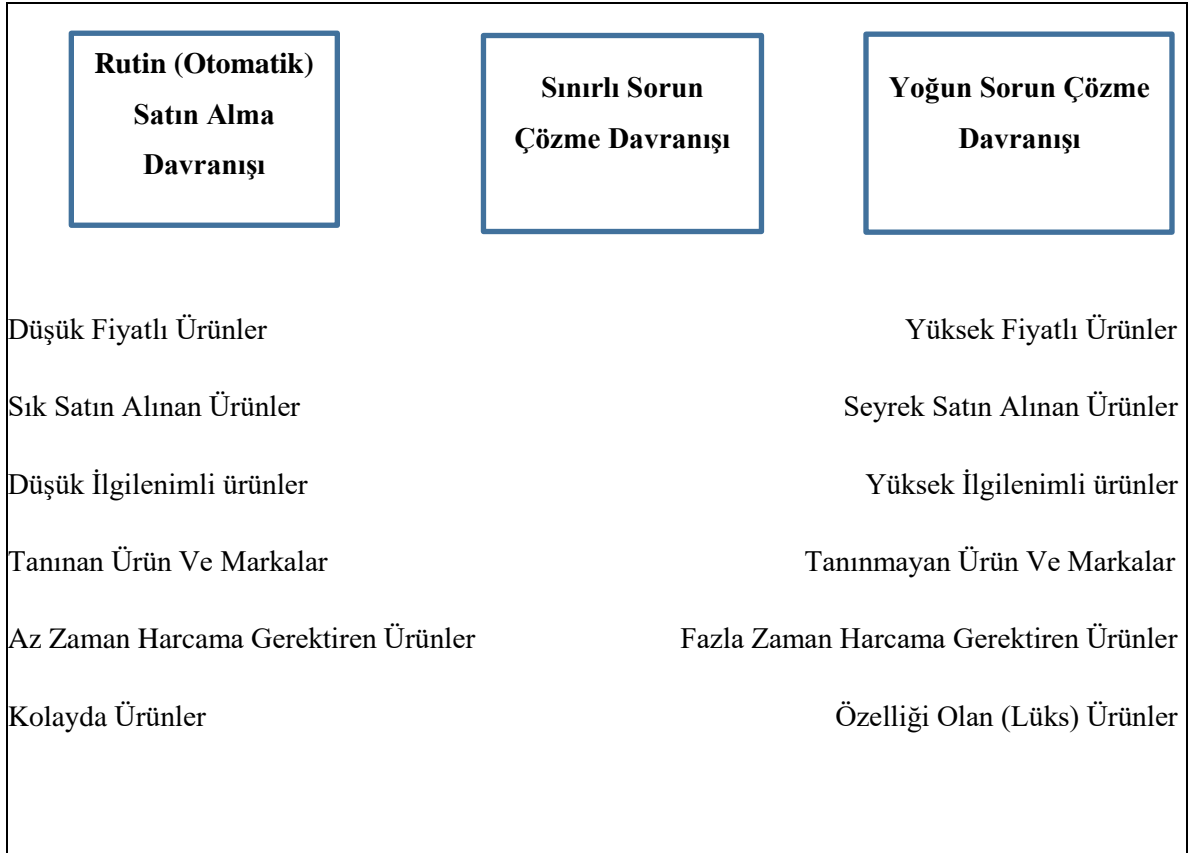 Rutin (Otomatik)
Satın Alma
Davranışı
Sınırlı Sorun
Çözme Davranışı
Yoğun Sorun Çözme
Davranışı
Düşük Fiyatlı Ürünler
Yüksek Fiyatlı Ürünler
Sık Satın Alınan Ürünler
Seyrek Satın Alınan Ürünler
Düşük İlgilenimli ürünler
Yüksek İlgilenimli ürünler
Tanınan Ürün Ve Markalar
Tanınmayan Ürün Ve Markalar
Az Zaman Harcama Gerektiren Ürünler
Fazla Zaman Harcama Gerektiren Ürünler
Kolayda Ürünler
Özelliği Olan (Lüks) Ürünler